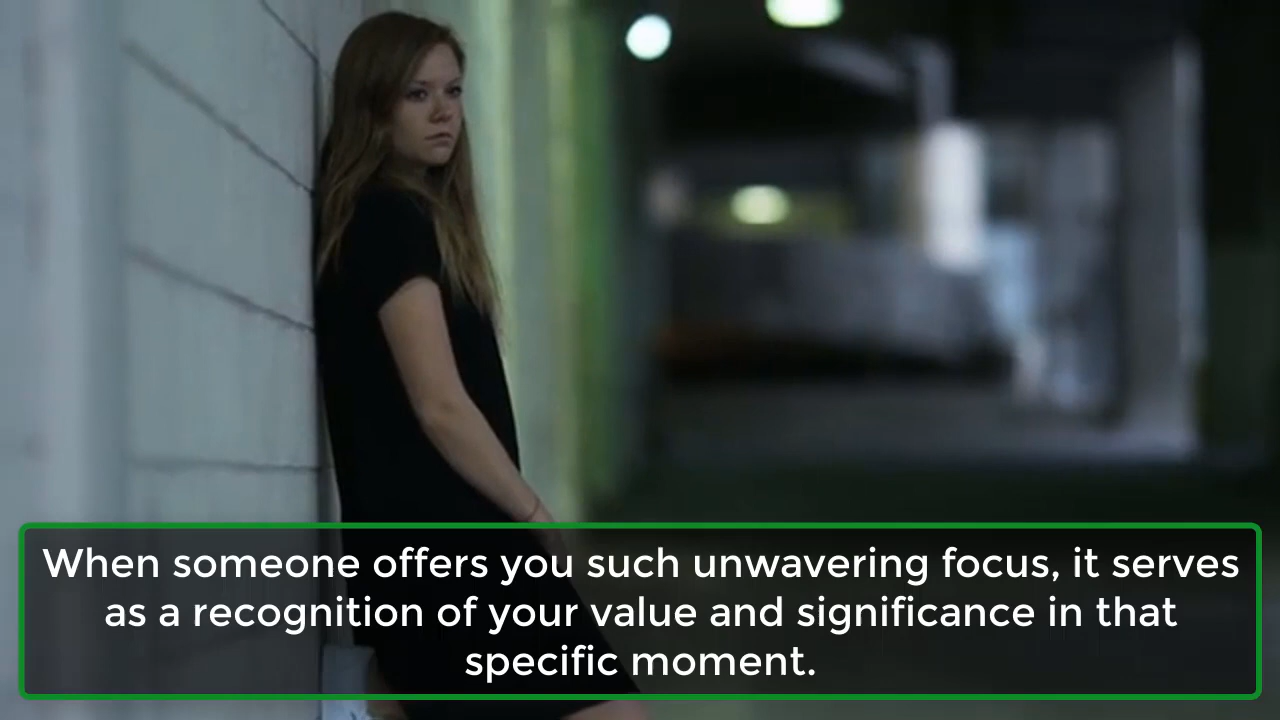 When someone offers you such unwavering focus, it serves
as a recognition of your value and significance in that
specific moment.